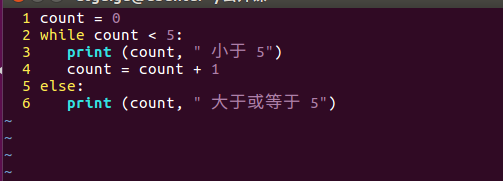 1 count = 0
2 while count < 5:
3    print (count, " 小于 5")
4    count = count + 1
5 else:
6    print (count, " 大于或等于 5")
~
~
~
~